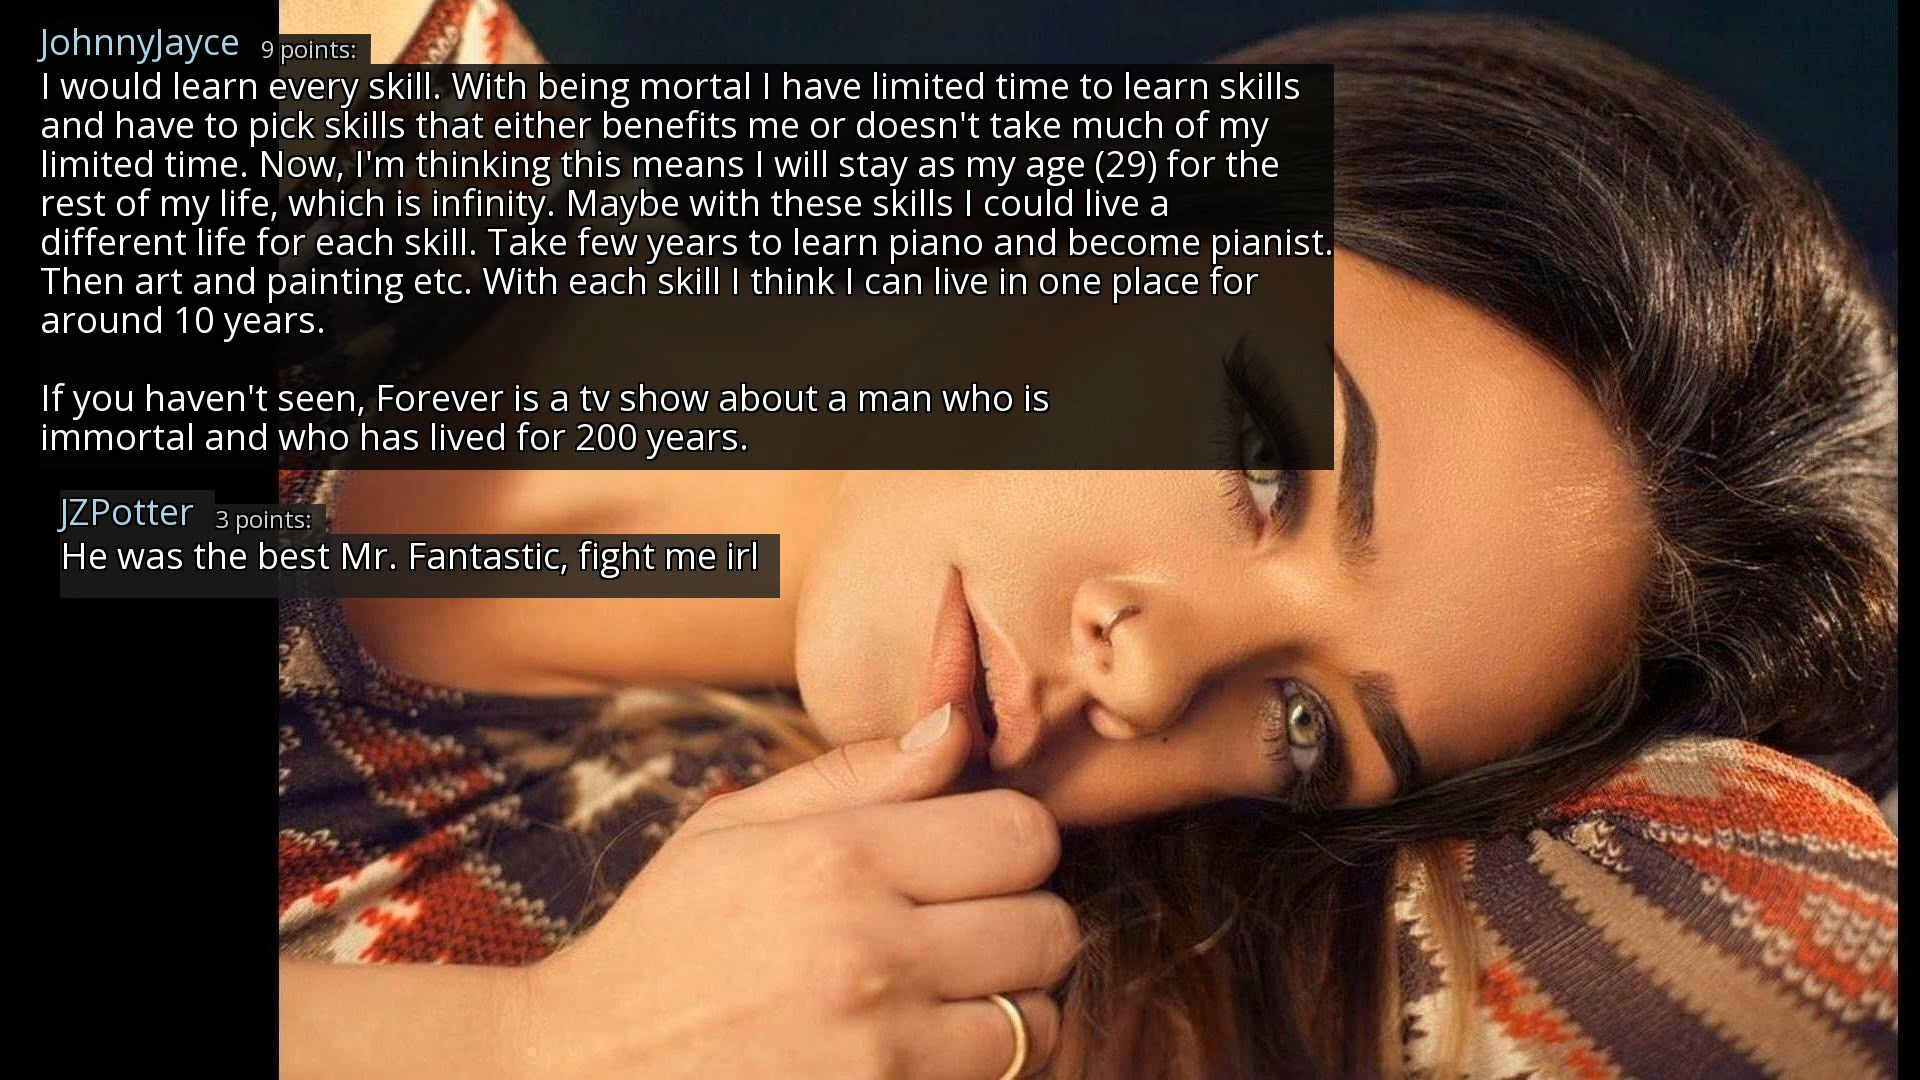 JohnnyJayce 9 points:
I would learn every skill. With being mortal I have limited time to learn skills
and have to pick skills that either benefits me or doesn't take much of my
limited time. Now, I'm thinking this means I will stay as my age (29) for the
rest of my life, which is infinity. Maybe with these skills I could live a
different life for each skill. Take few years to learn piano and become pianist.
Then art and painting etc. With each skill I think I can live in one place for
around 10 years.
If you haven't seen, Forever is a tv show about a man who is
immortal and who has lived for 200 years.
JZPotter 3 points:
He was the best Mr. Fantastic, fight me irl